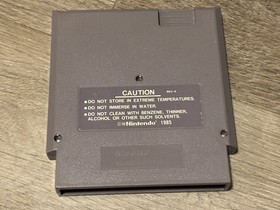 CAUTION
REV-A
●DO NOT STORE IN EXTREME TEMPERATURES.
●DO NOT IMMERSE IN WATER.
●DO NOT CLEAN WITH BENZENE, THINNER,
ALCOHOL OR OTHER SUCH SOLVENTS.
©Nintendo 1985